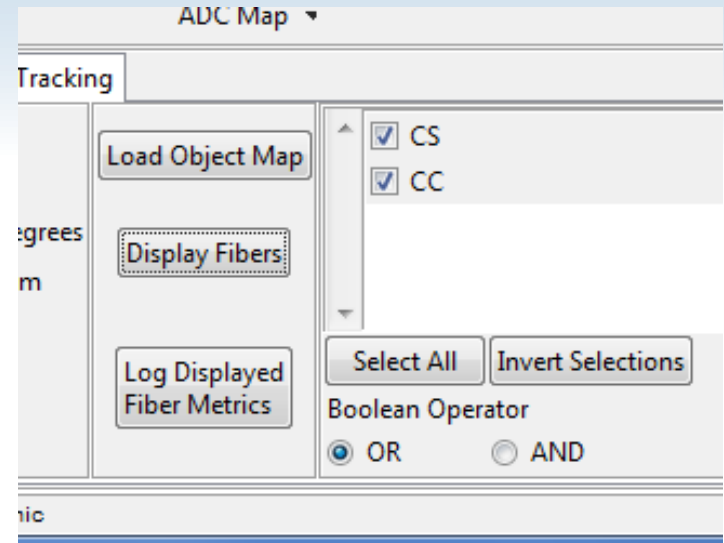 ADC Map
Tracking
Load Object Map
CS
CC
egrees
Display Fibers
m
Select All
Invert Selections
Log Displayed
Fiber Metrics
Boolean Operator
OR
AND
nic